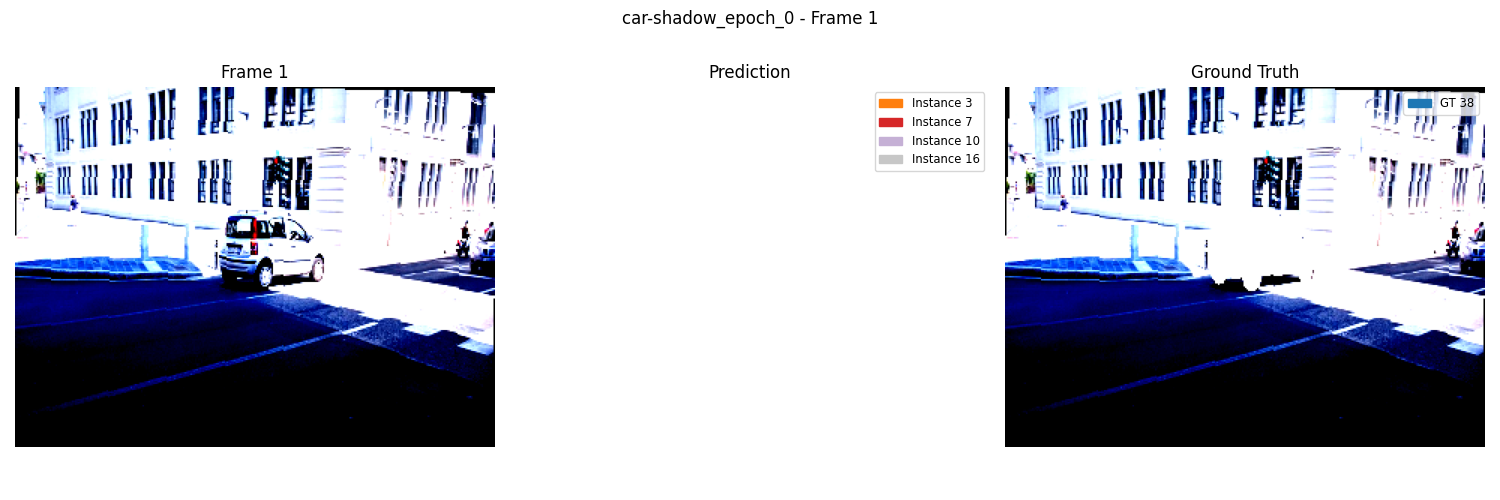 car-shadow_epoch_0 - Frame 1
Frame 1
Prediction
Ground Truth
Instance 3
Instance 7
Instance 10
Instance 16
GT 38